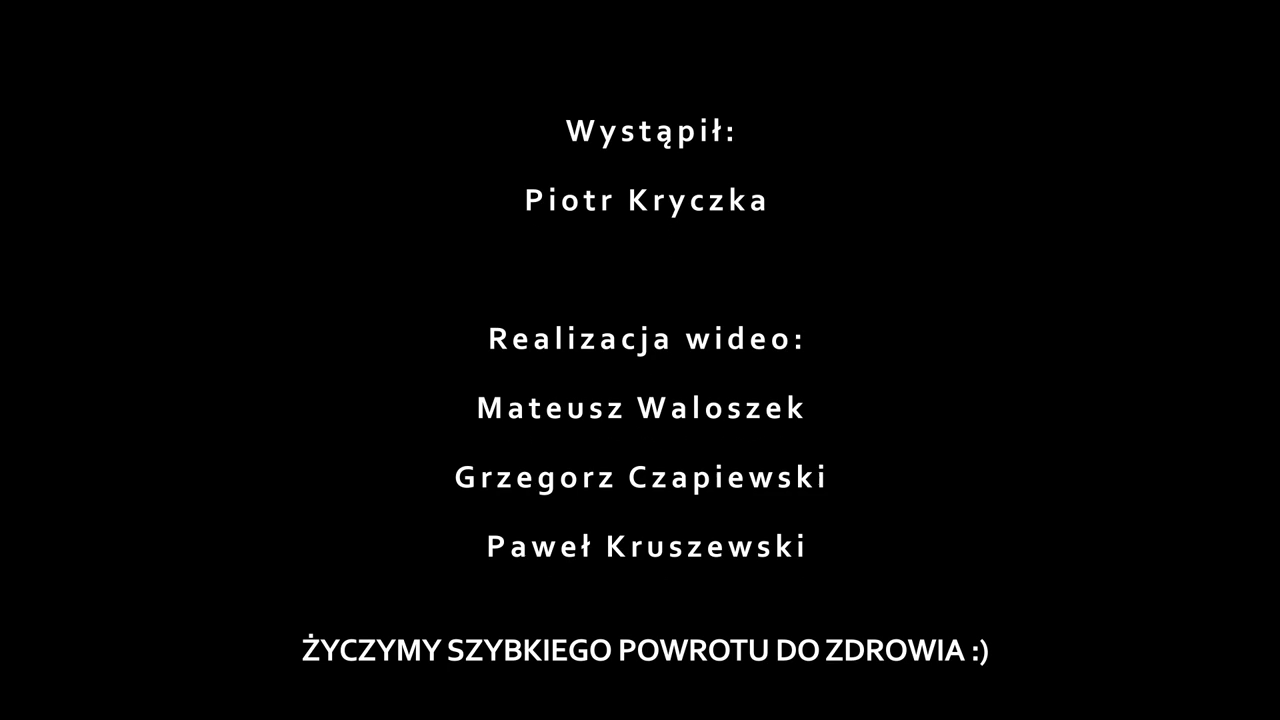 Wystąpił:
Piotr Kryczka
Realizacja wideo:
Mateusz Waloszek
Grzegorz Czapiewski
Paweł Kruszewski
ŻYCZYMY SZYBKIEGO POWROTU DO ZDROWIA :)